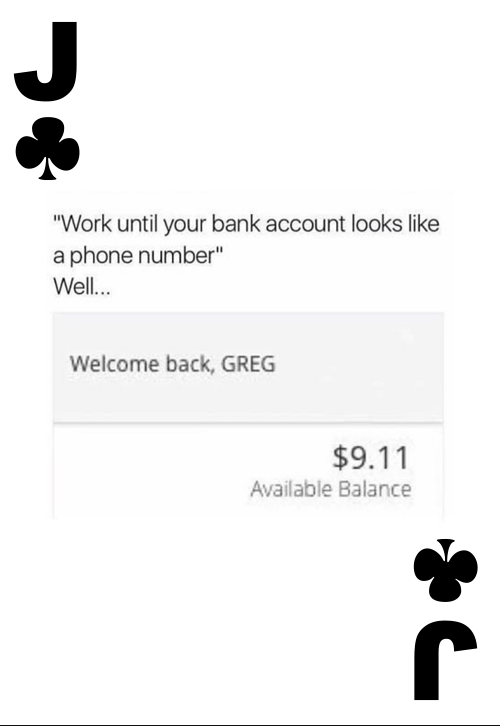 J
"Work until your bank account looks like
a phone number"
Well...
Welcome back, GREG
$9.11
Available Balance
J